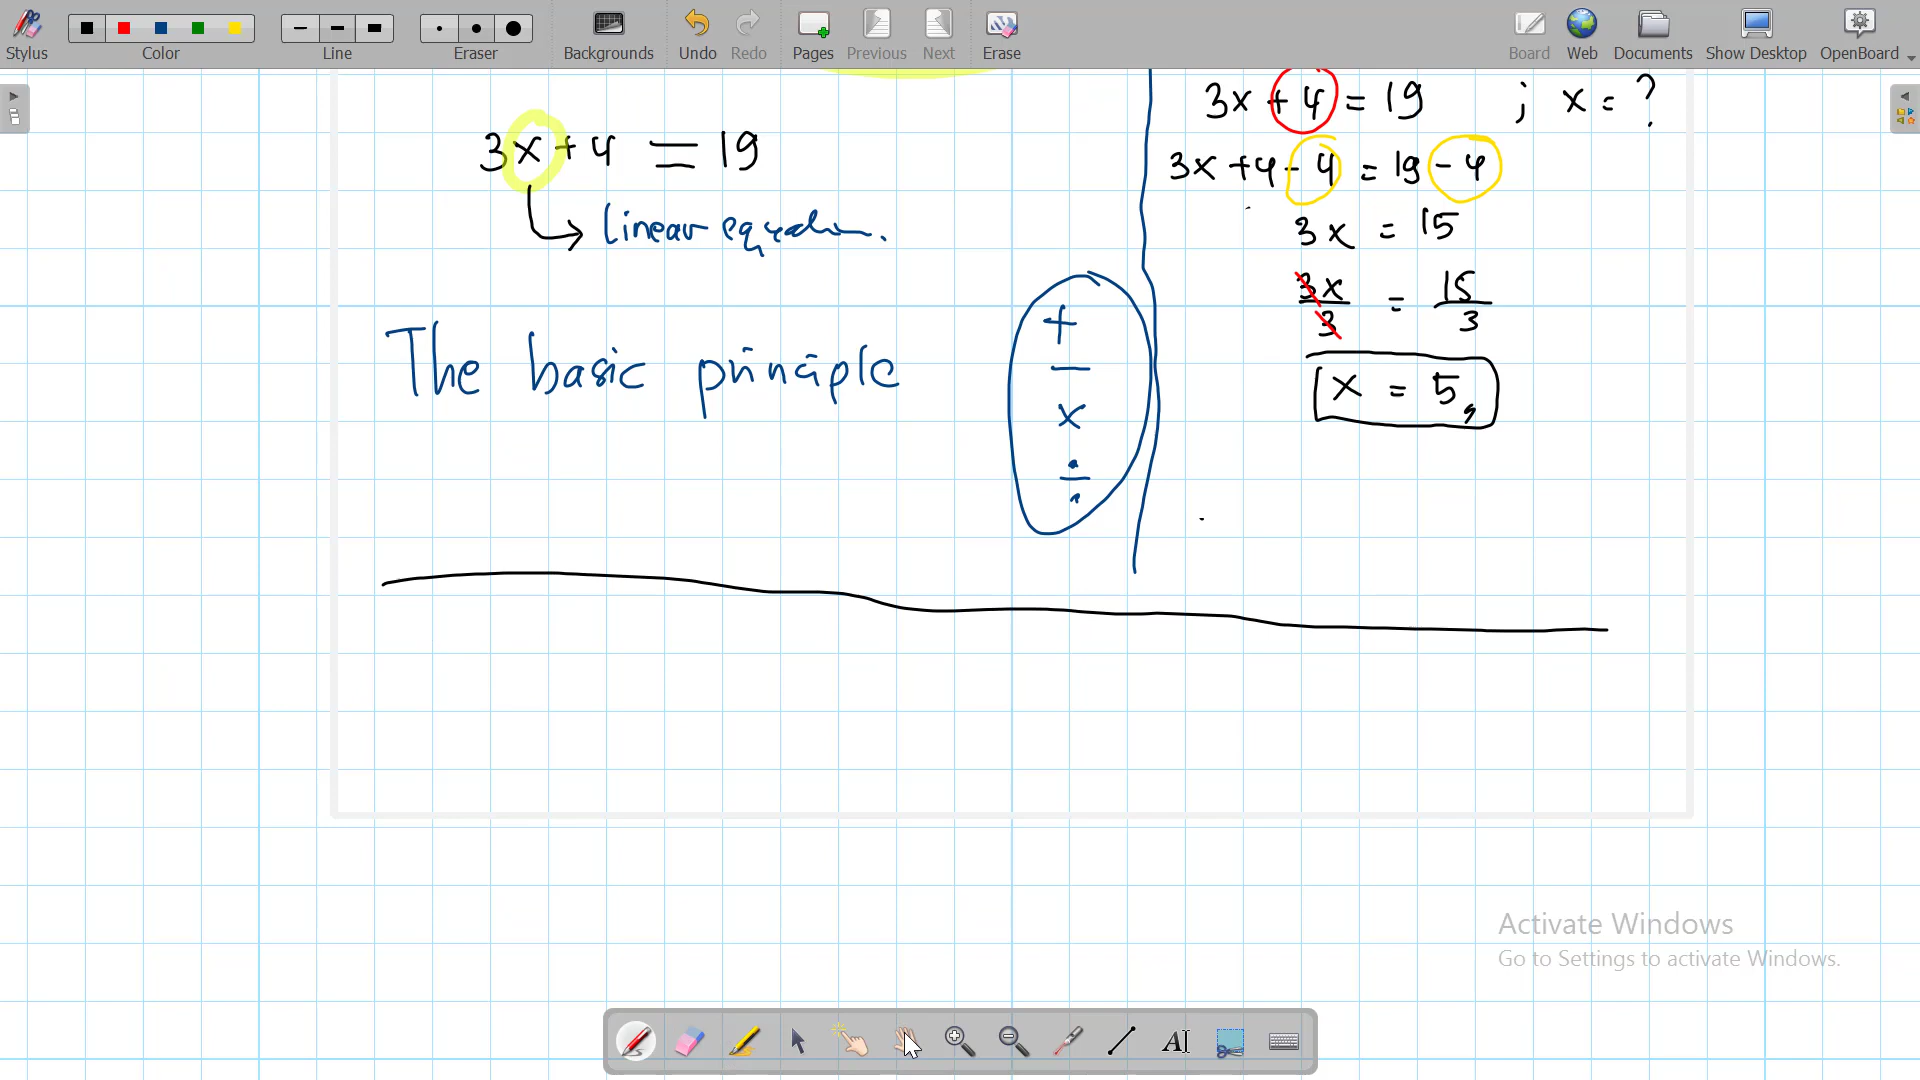 Stylus
Color
Line
Eraser
Backgrounds
Undo
Redo
Pages
Previous
Next
Erase
Board
Web
Documents
Show Desktop
OpenBoard
3x+4 = 19
linear equation.
The basic principle
+
−
x
÷
3x + 4 = 19 ; x = ?
3x + 4 - 4 = 19 - 4
3x = 15
3x/3 = 15/3
x = 5,
Activate Windows
Go to Settings to activate Windows.
AI